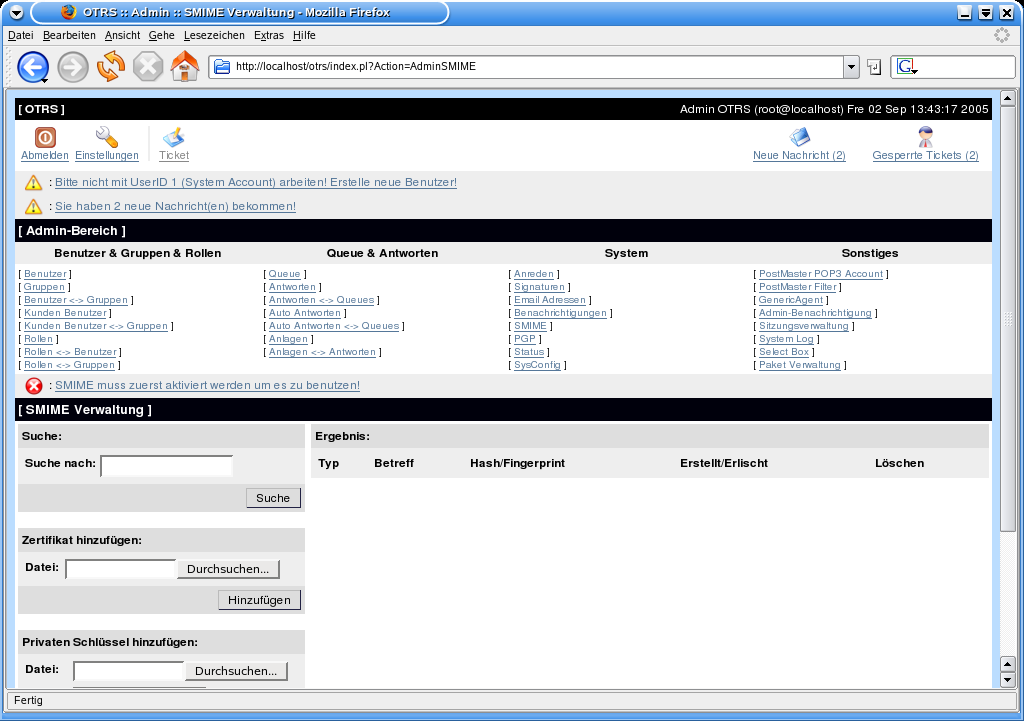 OTRS :: Admin :: SMIME Verwaltung - Mozilla Firefox
Datei Bearbeiten Ansicht Gehe Lesezeichen Extras Hilfe
http://localhost/otrs/index.pl?Action=AdminSMIME
G
[ OTRS ] Admin OTRS (root@localhost) Fre 02 Sep 13:43:17 2005
Abmelden Einstellungen Ticket Neue Nachricht (2) Gesperrte Tickets (2)
: Bitte nicht mit UserID 1 (System Account) arbeiten! Erstelle neue Benutzer!
: Sie haben 2 neue Nachricht(en) bekommen!
[ Admin-Bereich ]
Benutzer & Gruppen & Rollen Queue & Antworten System Sonstiges
[ Benutzer ] [ Queue ] [ Anreden ] [ PostMaster POP3 Account ]
[ Gruppen ] [ Antworten ] [ Signaturen ] [ PostMaster Filter ]
[ Benutzer <-> Gruppen ] [ Antworten <-> Queues ] [ Email Adressen ] [ GenericAgent ]
[ Kunden Benutzer ] [ Auto Antworten ] [ Benachrichtigungen ] [ Admin-Benachrichtigung ]
[ Kunden Benutzer <-> Gruppen ] [ Auto Antworten <-> Queues ] [ SMIME ] [ Sitzungsverwaltung ]
[ Rollen ] [ Anlagen ] [ PGP ] [ System Log ]
[ Rollen <-> Benutzer ] [ Anlagen <-> Antworten ] [ Status ] [ Select Box ]
[ Rollen <-> Gruppen ] [ SysConfig ] [ Paket Verwaltung ]
: SMIME muss zuerst aktiviert werden um es zu benutzen!
[ SMIME Verwaltung ]
Suche: Ergebnis:
Suche nach: Typ Betreff Hash/Fingerprint Erstellt/Erlischt Löschen
Suche
Zertifikat hinzufügen:
Datei: Durchsuchen...
Hinzufügen
Privaten Schlüssel hinzufügen:
Datei: Durchsuchen...
Fertig